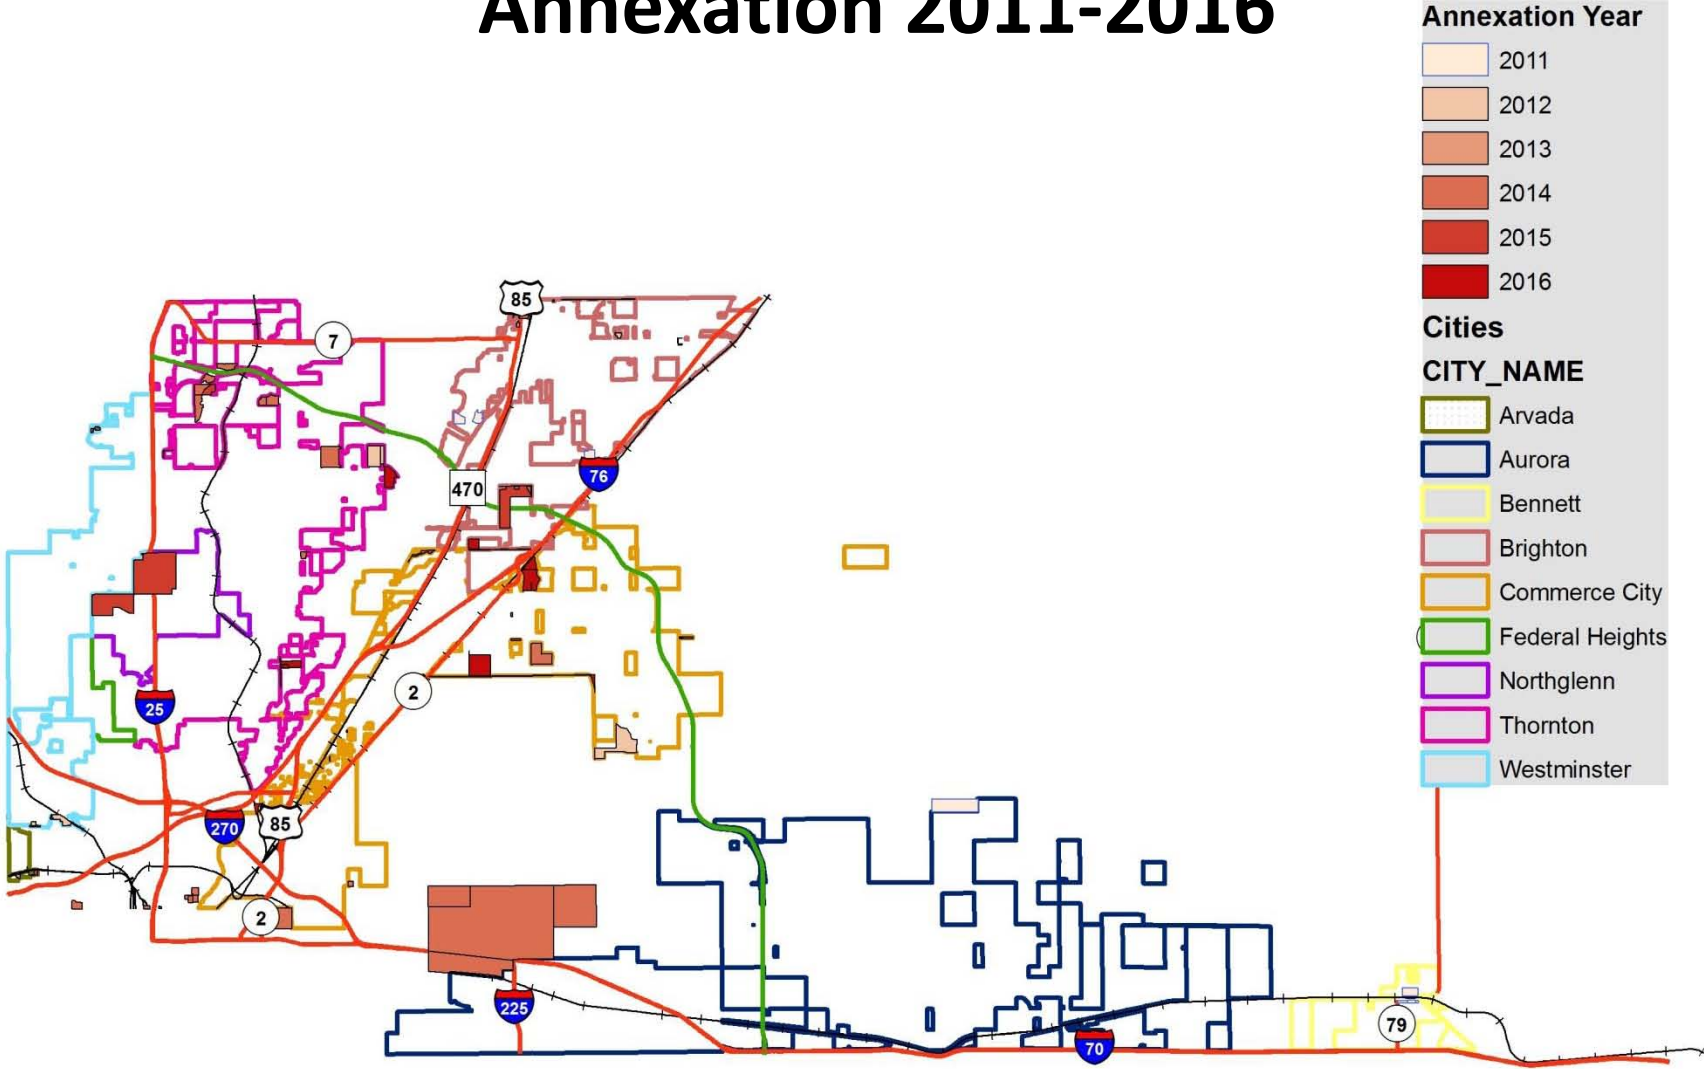 Annexation 2011-2016
Annexation Year
2011
2012
2013
2014
2015
2016
Cities
CITY_NAME
Arvada
Aurora
Bennett
Brighton
Commerce City
Federal Heights
Northglenn
Thornton
Westminster
85
7
76
470
2
25
270
85
2
225
79
70